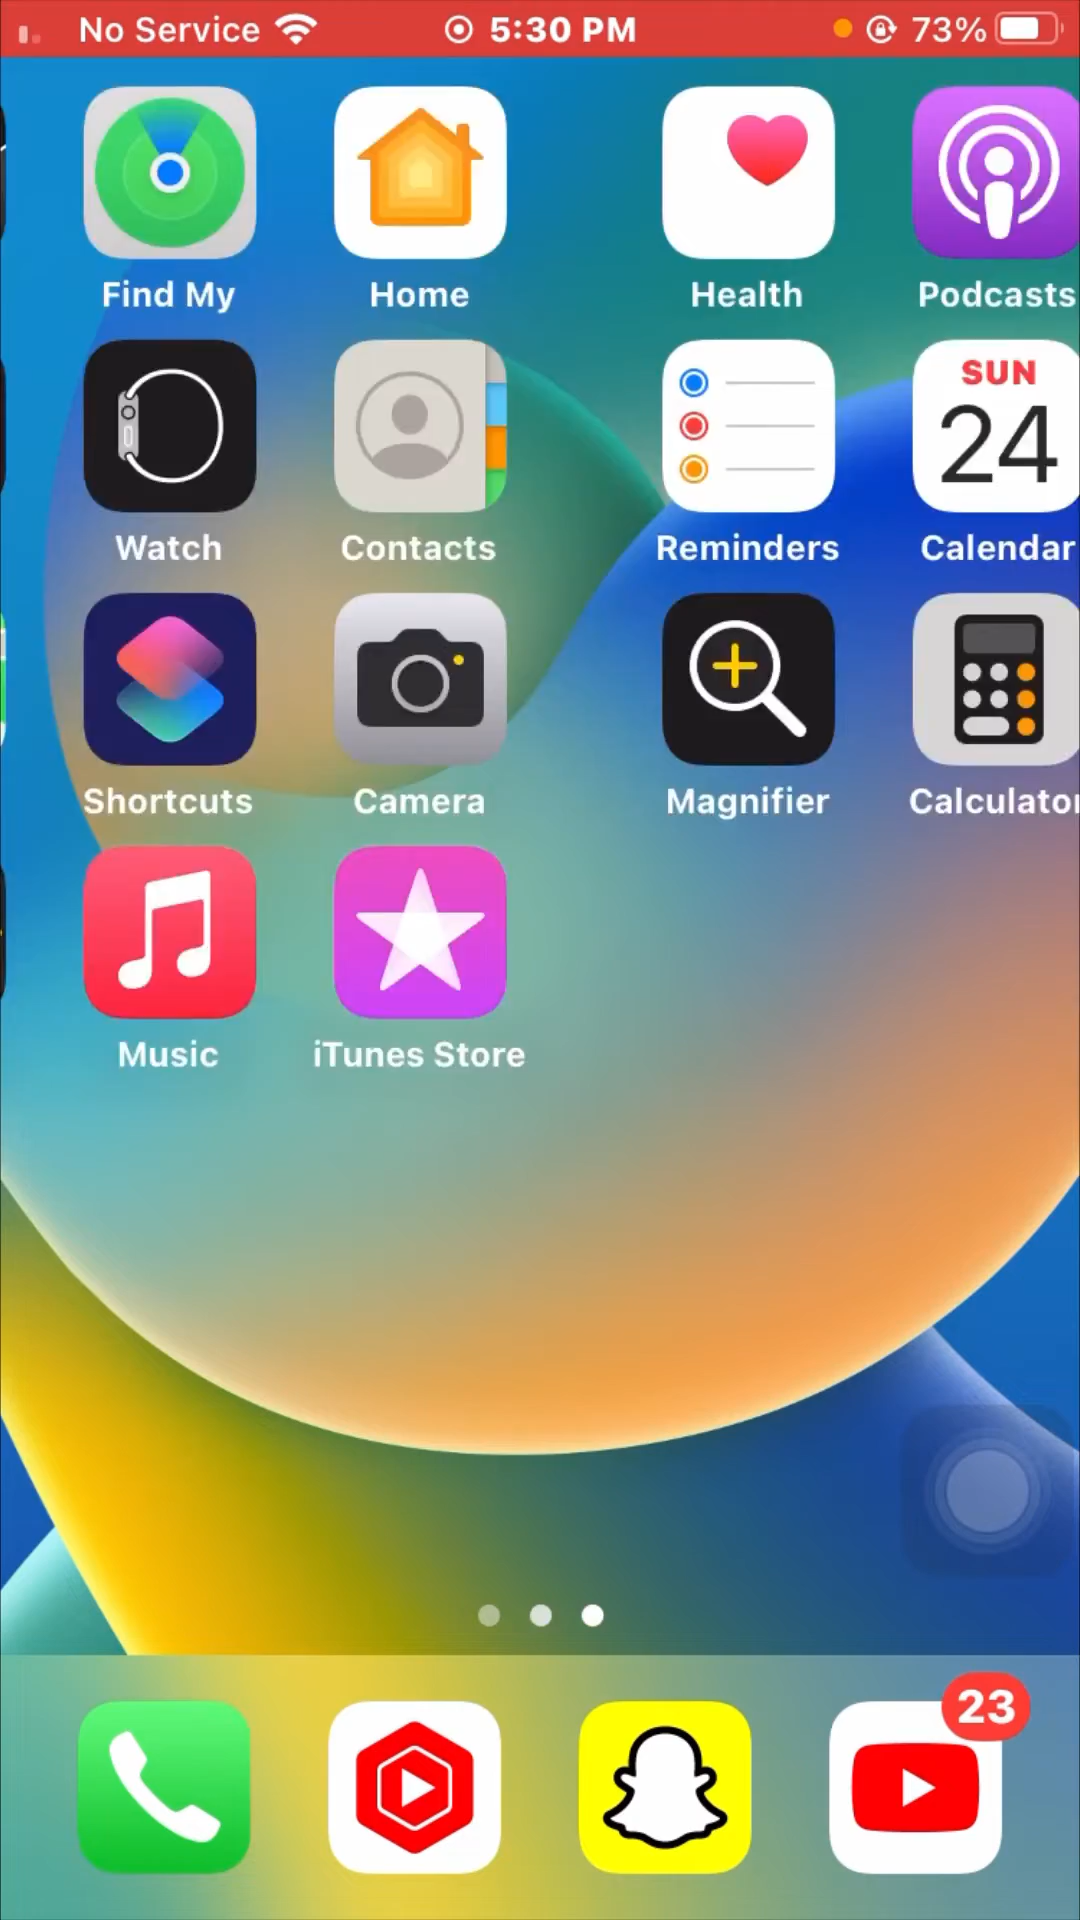 No Service 5:30 PM 73%
Find My Home Health Podcasts
SUN
24
Watch Contacts Reminders Calendar
Shortcuts Camera Magnifier Calculator
Music iTunes Store
23